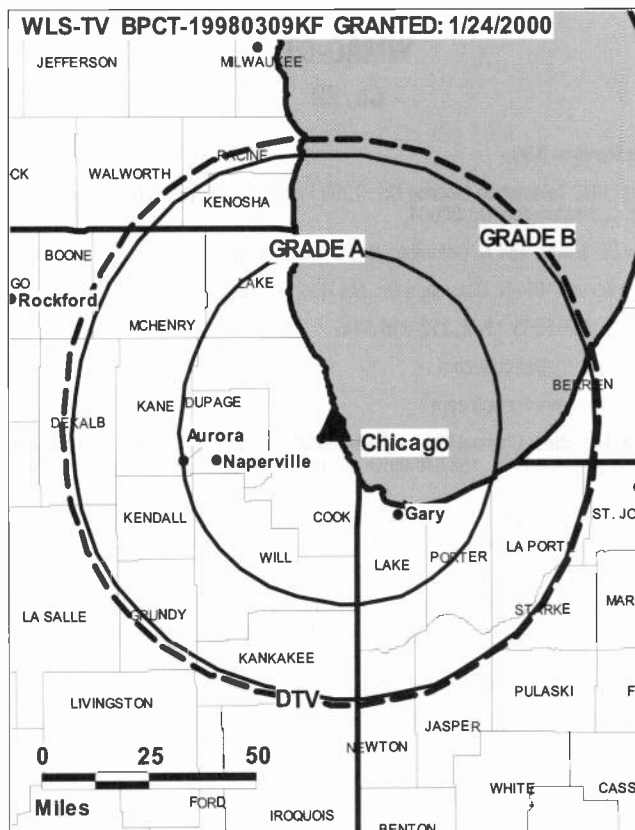 WLS-TV BPCT-19980309KF GRANTED: 1/24/2000
JEFFERSON
MILWAUKEE
CK
WALWORTH
RACINE
KENOSHA
GRADE A
GRADE B
BOONE
LAKE
GO
Rockford
MCHENRY
BERRIEN
KANE
DUPAGE
DEKALB
Aurora
Chicago
Naperville
KENDALL
COOK
Gary
ST. JO
WILL
LAKE
PORTER
LA PORTE
LA SALLE
GRUNDY
STARKE
MAR
KANKAKEE
DTV
PULASKI
F
LIVINGSTON
JASPER
NEWTON
0 25 50
WHITE
CASS
Miles
FORD
IROQUOIS
BENTON